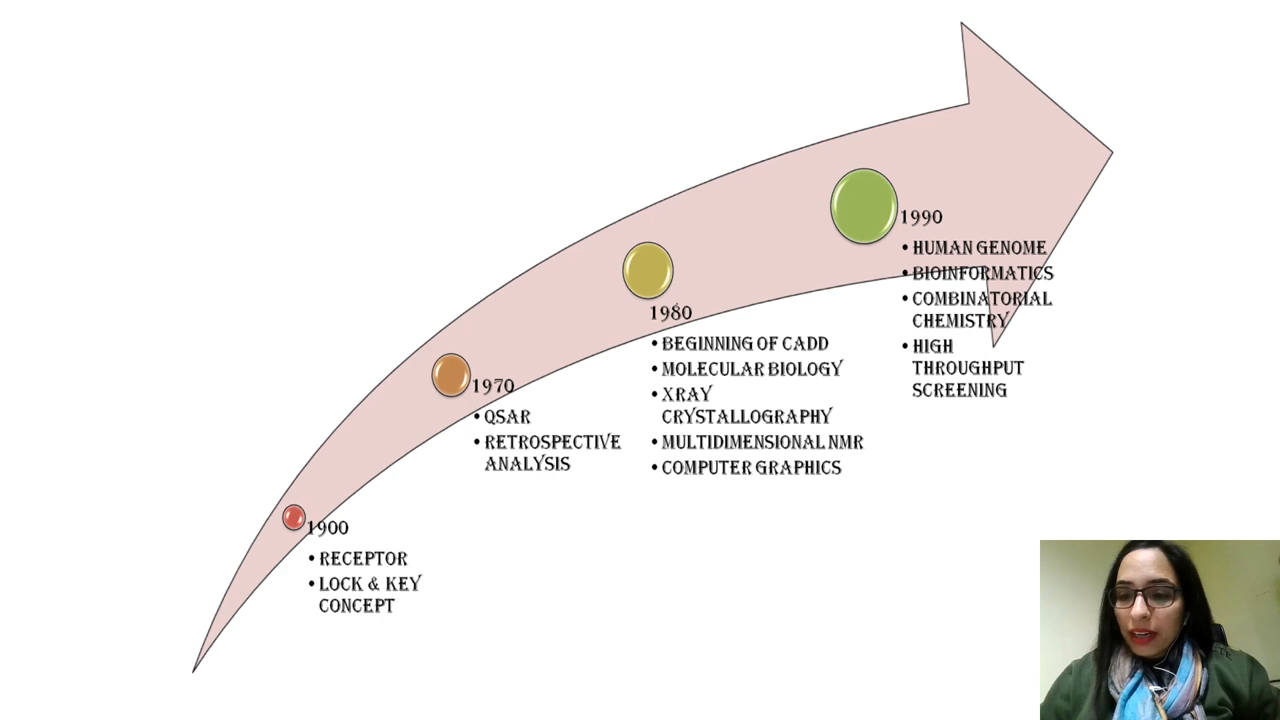 1900
• RECEPTOR
• LOCK & KEY
CONCEPT
1970
• QSAR
• RETROSPECTIVE
ANALYSIS
1980
• BEGINNING OF CADD
• MOLECULAR BIOLOGY
• XRAY
CRYSTALLOGRAPHY
• MULTIDIMENSIONAL NMR
• COMPUTER GRAPHICS
1990
• HUMAN GENOME
• BIOINFORMATICS
• COMBINATORIAL
CHEMISTRY
• HIGH
THROUGHPUT
SCREENING